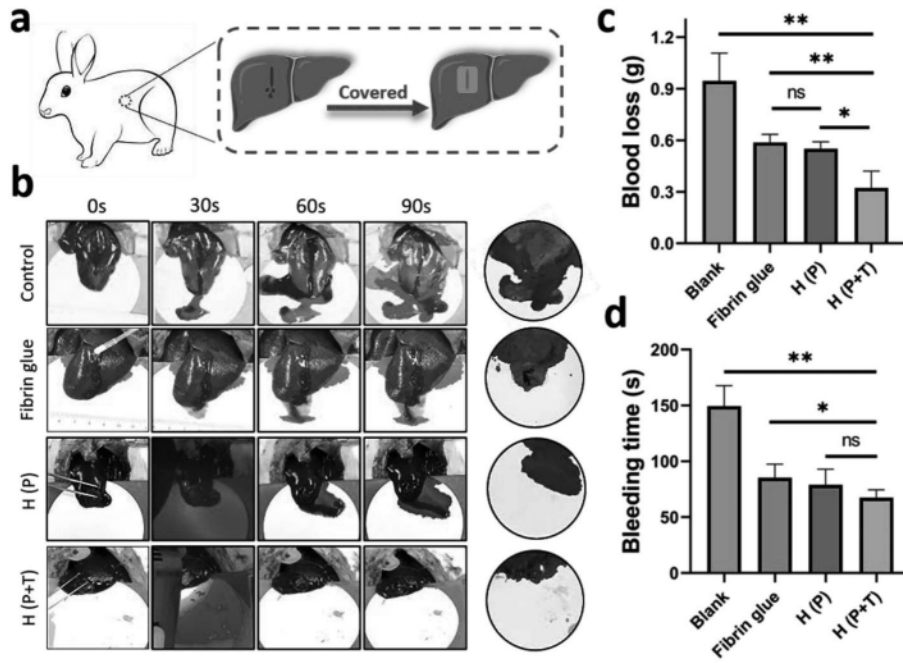 a
Covered
b
0s 30s 60s 90s
Control
Fibrin glue
H (P)
H (P+T)
c
Blood loss (g)
1.2
0.9
0.6
0.3
0.0
**
**
ns
*
Blank
Fibrin glue
H (P)
H (P+T)
d
Bleeding time (s)
200
150
100
50
0
**
*
ns
Blank
Fibrin glue
H (P)
H (P+T)